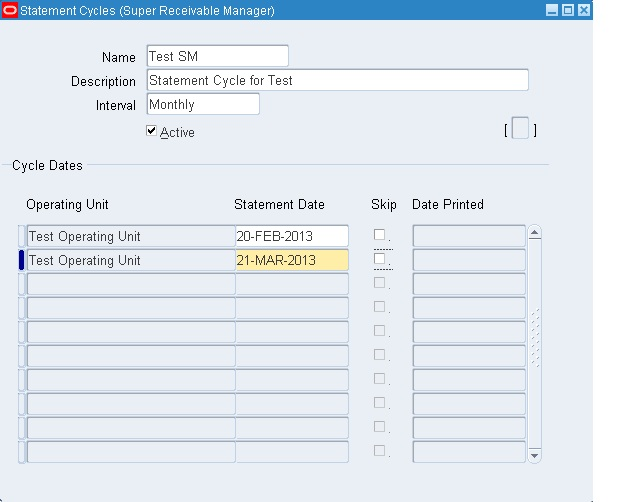 Statement Cycles (Super Receivable Manager)
Name Test SM
Description Statement Cycle for Test
Interval Monthly
Active
[ ]
Cycle Dates
Operating Unit Statement Date Skip Date Printed
Test Operating Unit 20-FEB-2013
Test Operating Unit 21-MAR-2013